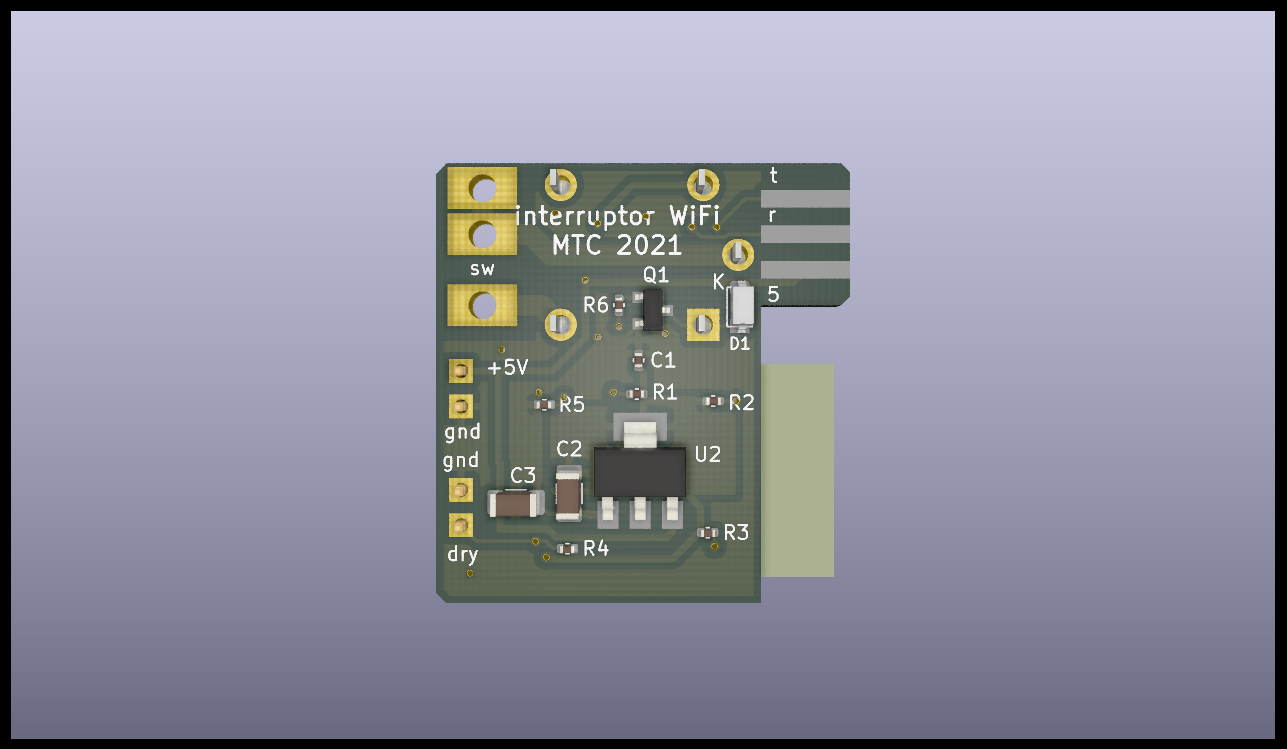 t
r
interruptor WiFi
MTC 2021
sw
Q1
K
5
R6
D1
C1
+5V
R1
R2
R5
gnd
gnd
C2
U2
C3
R3
R4
dry